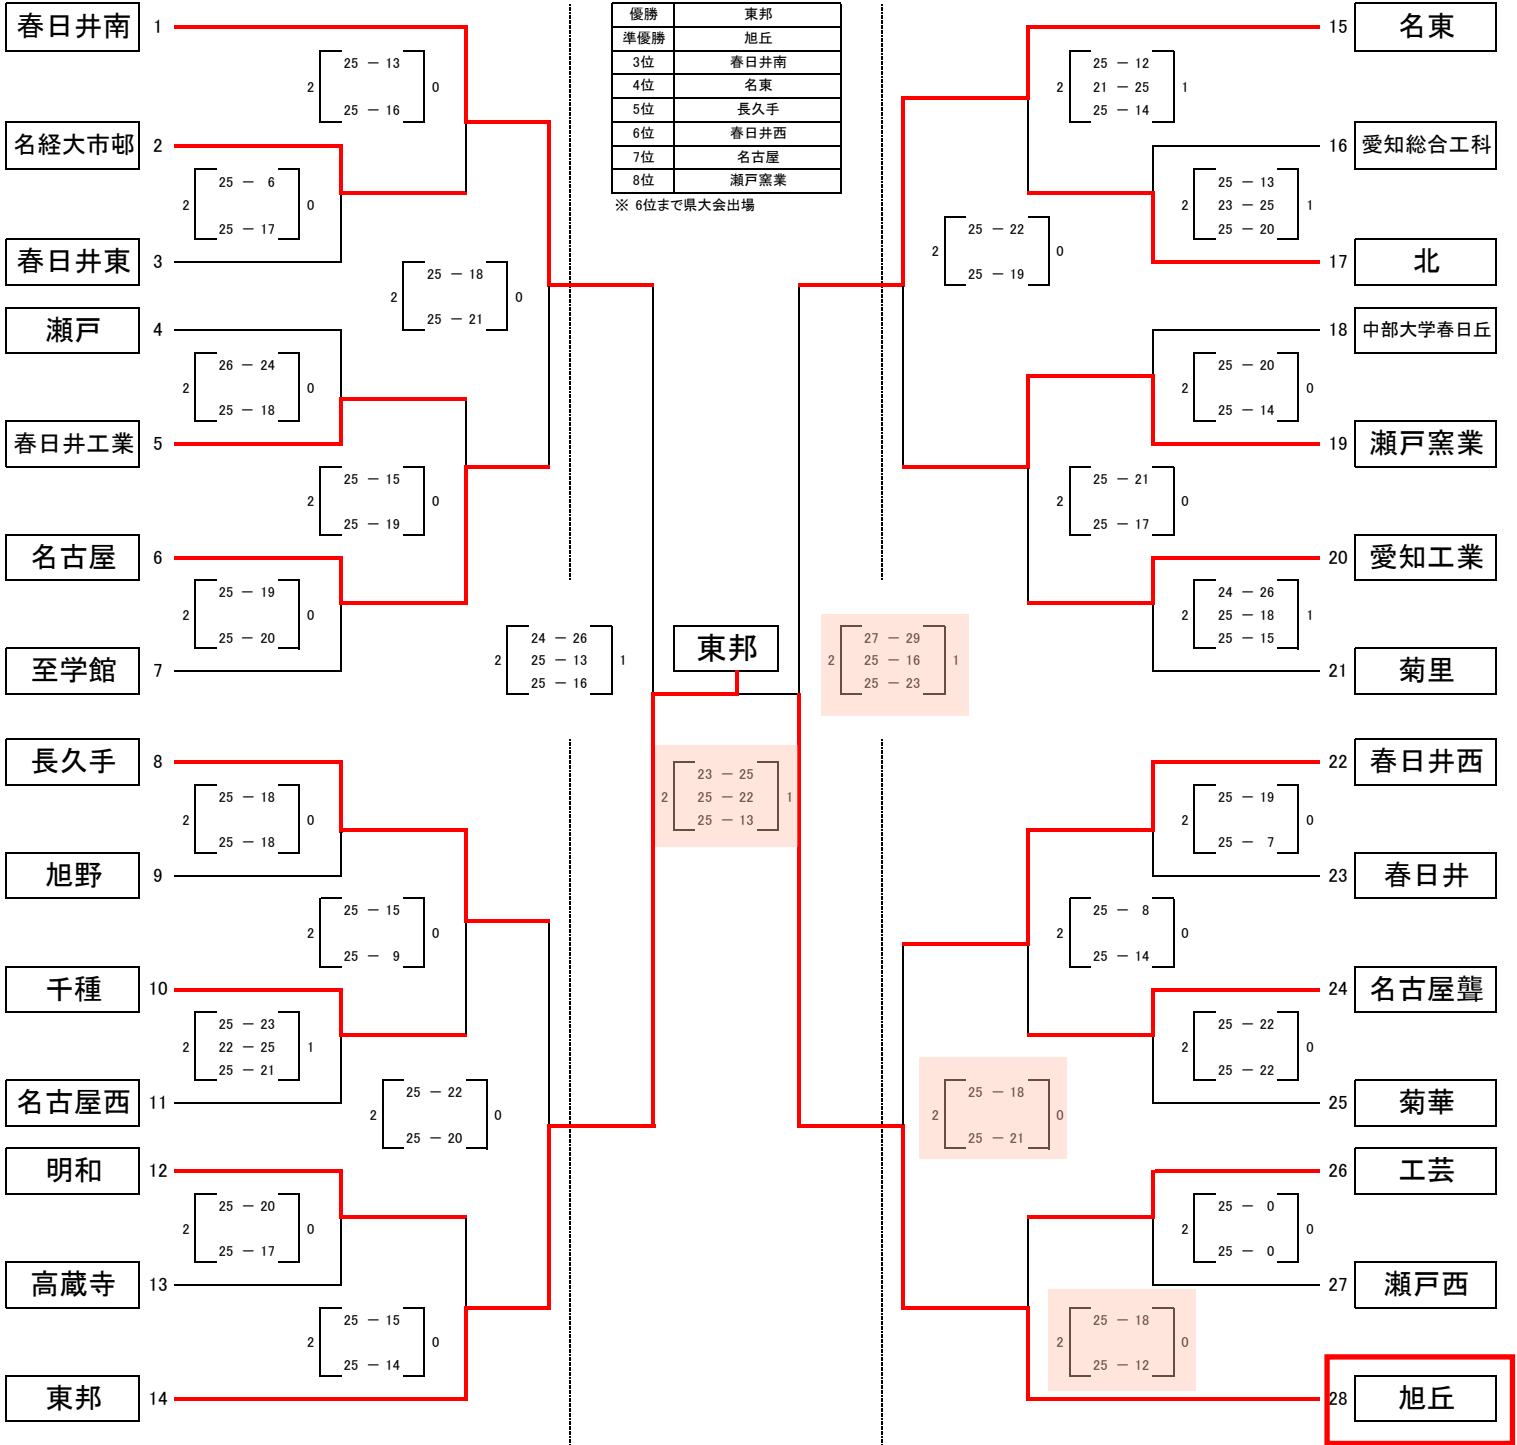 優勝 東邦
準優勝 旭丘
3位 春日井南
4位 名東
5位 長久手
6位 春日井西
7位 名古屋
8位 瀬戸窯業
※ 6位まで県大会出場
春日井南 1
2 25 － 13 0
25 － 16
名経大市邨 2
25 － 6
2 0
25 － 17
春日井東 3
25 － 18
2 0
25 － 21
瀬戸 4
26 － 24
2 0
25 － 18
春日井工業 5
25 － 15
2 0
25 － 19
名古屋 6
25 － 19
2 0
25 － 20
至学館 7
24 － 26
2 25 － 13 1
25 － 16
長久手 8
25 － 18
2 0
25 － 18
旭野 9
25 － 15
2 0
25 － 9
千種 10
25 － 23
2 22 － 25 1
25 － 21
名古屋西 11
25 － 22
2 0
25 － 20
明和 12
25 － 20
2 0
25 － 17
高蔵寺 13
25 － 15
2 0
25 － 14
東邦 14
東邦
23 － 25
2 25 － 22 1
25 － 13
15 名東
25 － 12
2 21 － 25 1
25 － 14
16 愛知総合工科
25 － 13
2 23 － 25 1
25 － 20
17 北
25 － 22
2 0
25 － 19
18 中部大学春日丘
25 － 20
2 0
25 － 14
19 瀬戸窯業
25 － 21
2 0
25 － 17
20 愛知工業
24 － 26
2 25 － 18 1
25 － 15
21 菊里
27 － 29
2 25 － 16 1
25 － 23
22 春日井西
25 － 19
2 0
25 － 7
23 春日井
25 － 8
2 0
25 － 14
24 名古屋聾
25 － 22
2 0
25 － 22
25 菊華
25 － 18
2 0
25 － 21
26 工芸
25 － 0
2 0
25 － 0
27 瀬戸西
25 － 18
2 0
25 － 12
28 旭丘